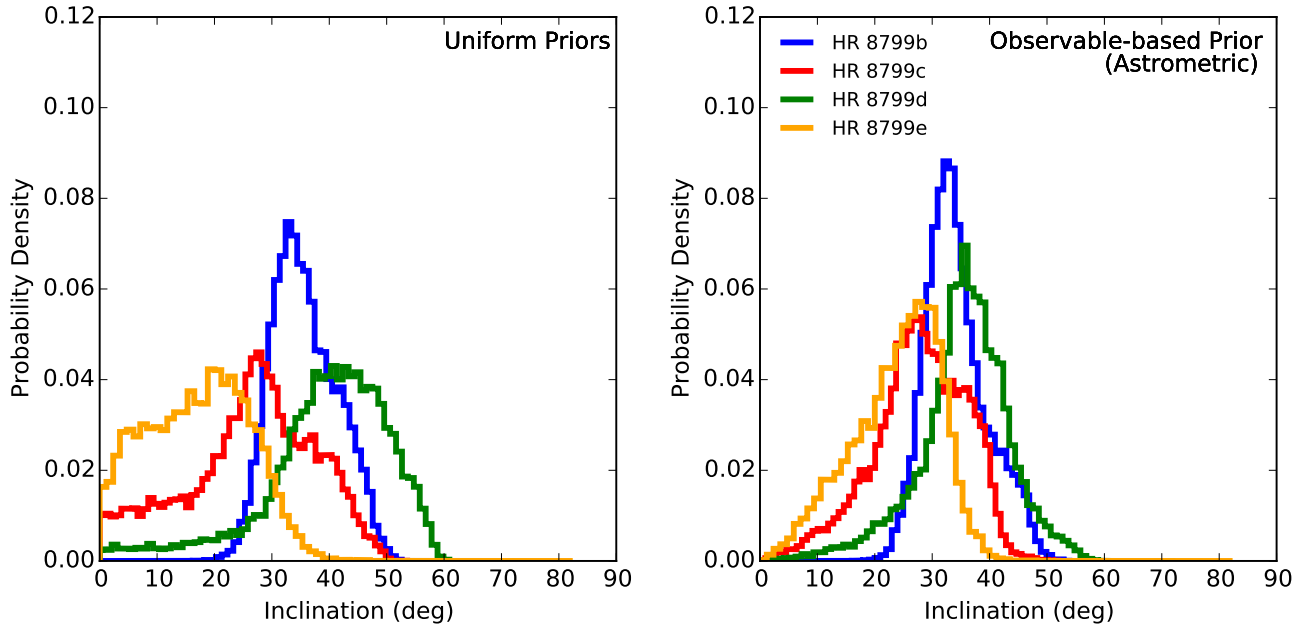 Uniform Priors
0.12
0.10
0.08
0.06
0.04
0.02
0.00
Probability Density
0 10 20 30 40 50 60 70 80 90
Inclination (deg)
Observable-based Prior
(Astrometric)
HR 8799b
HR 8799c
HR 8799d
HR 8799e
0.12
0.10
0.08
0.06
0.04
0.02
0.00
Probability Density
0 10 20 30 40 50 60 70 80 90
Inclination (deg)